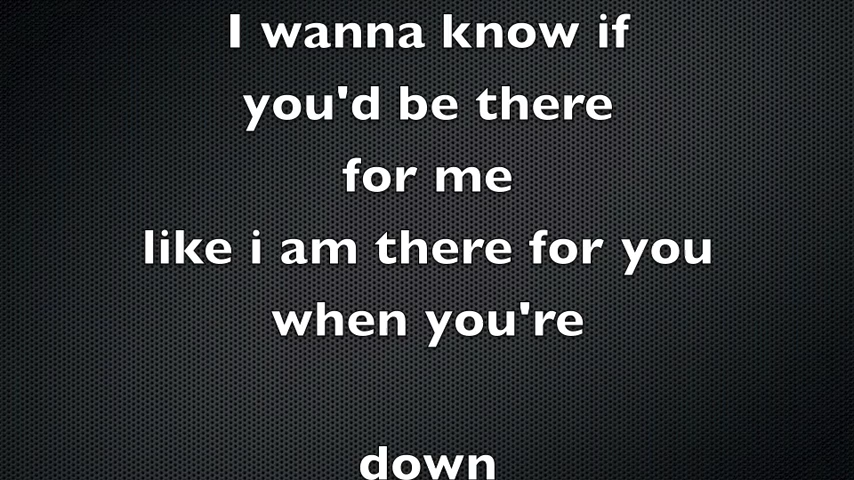 I wanna know if
you'd be there
for me
like i am there for you
when you're
down